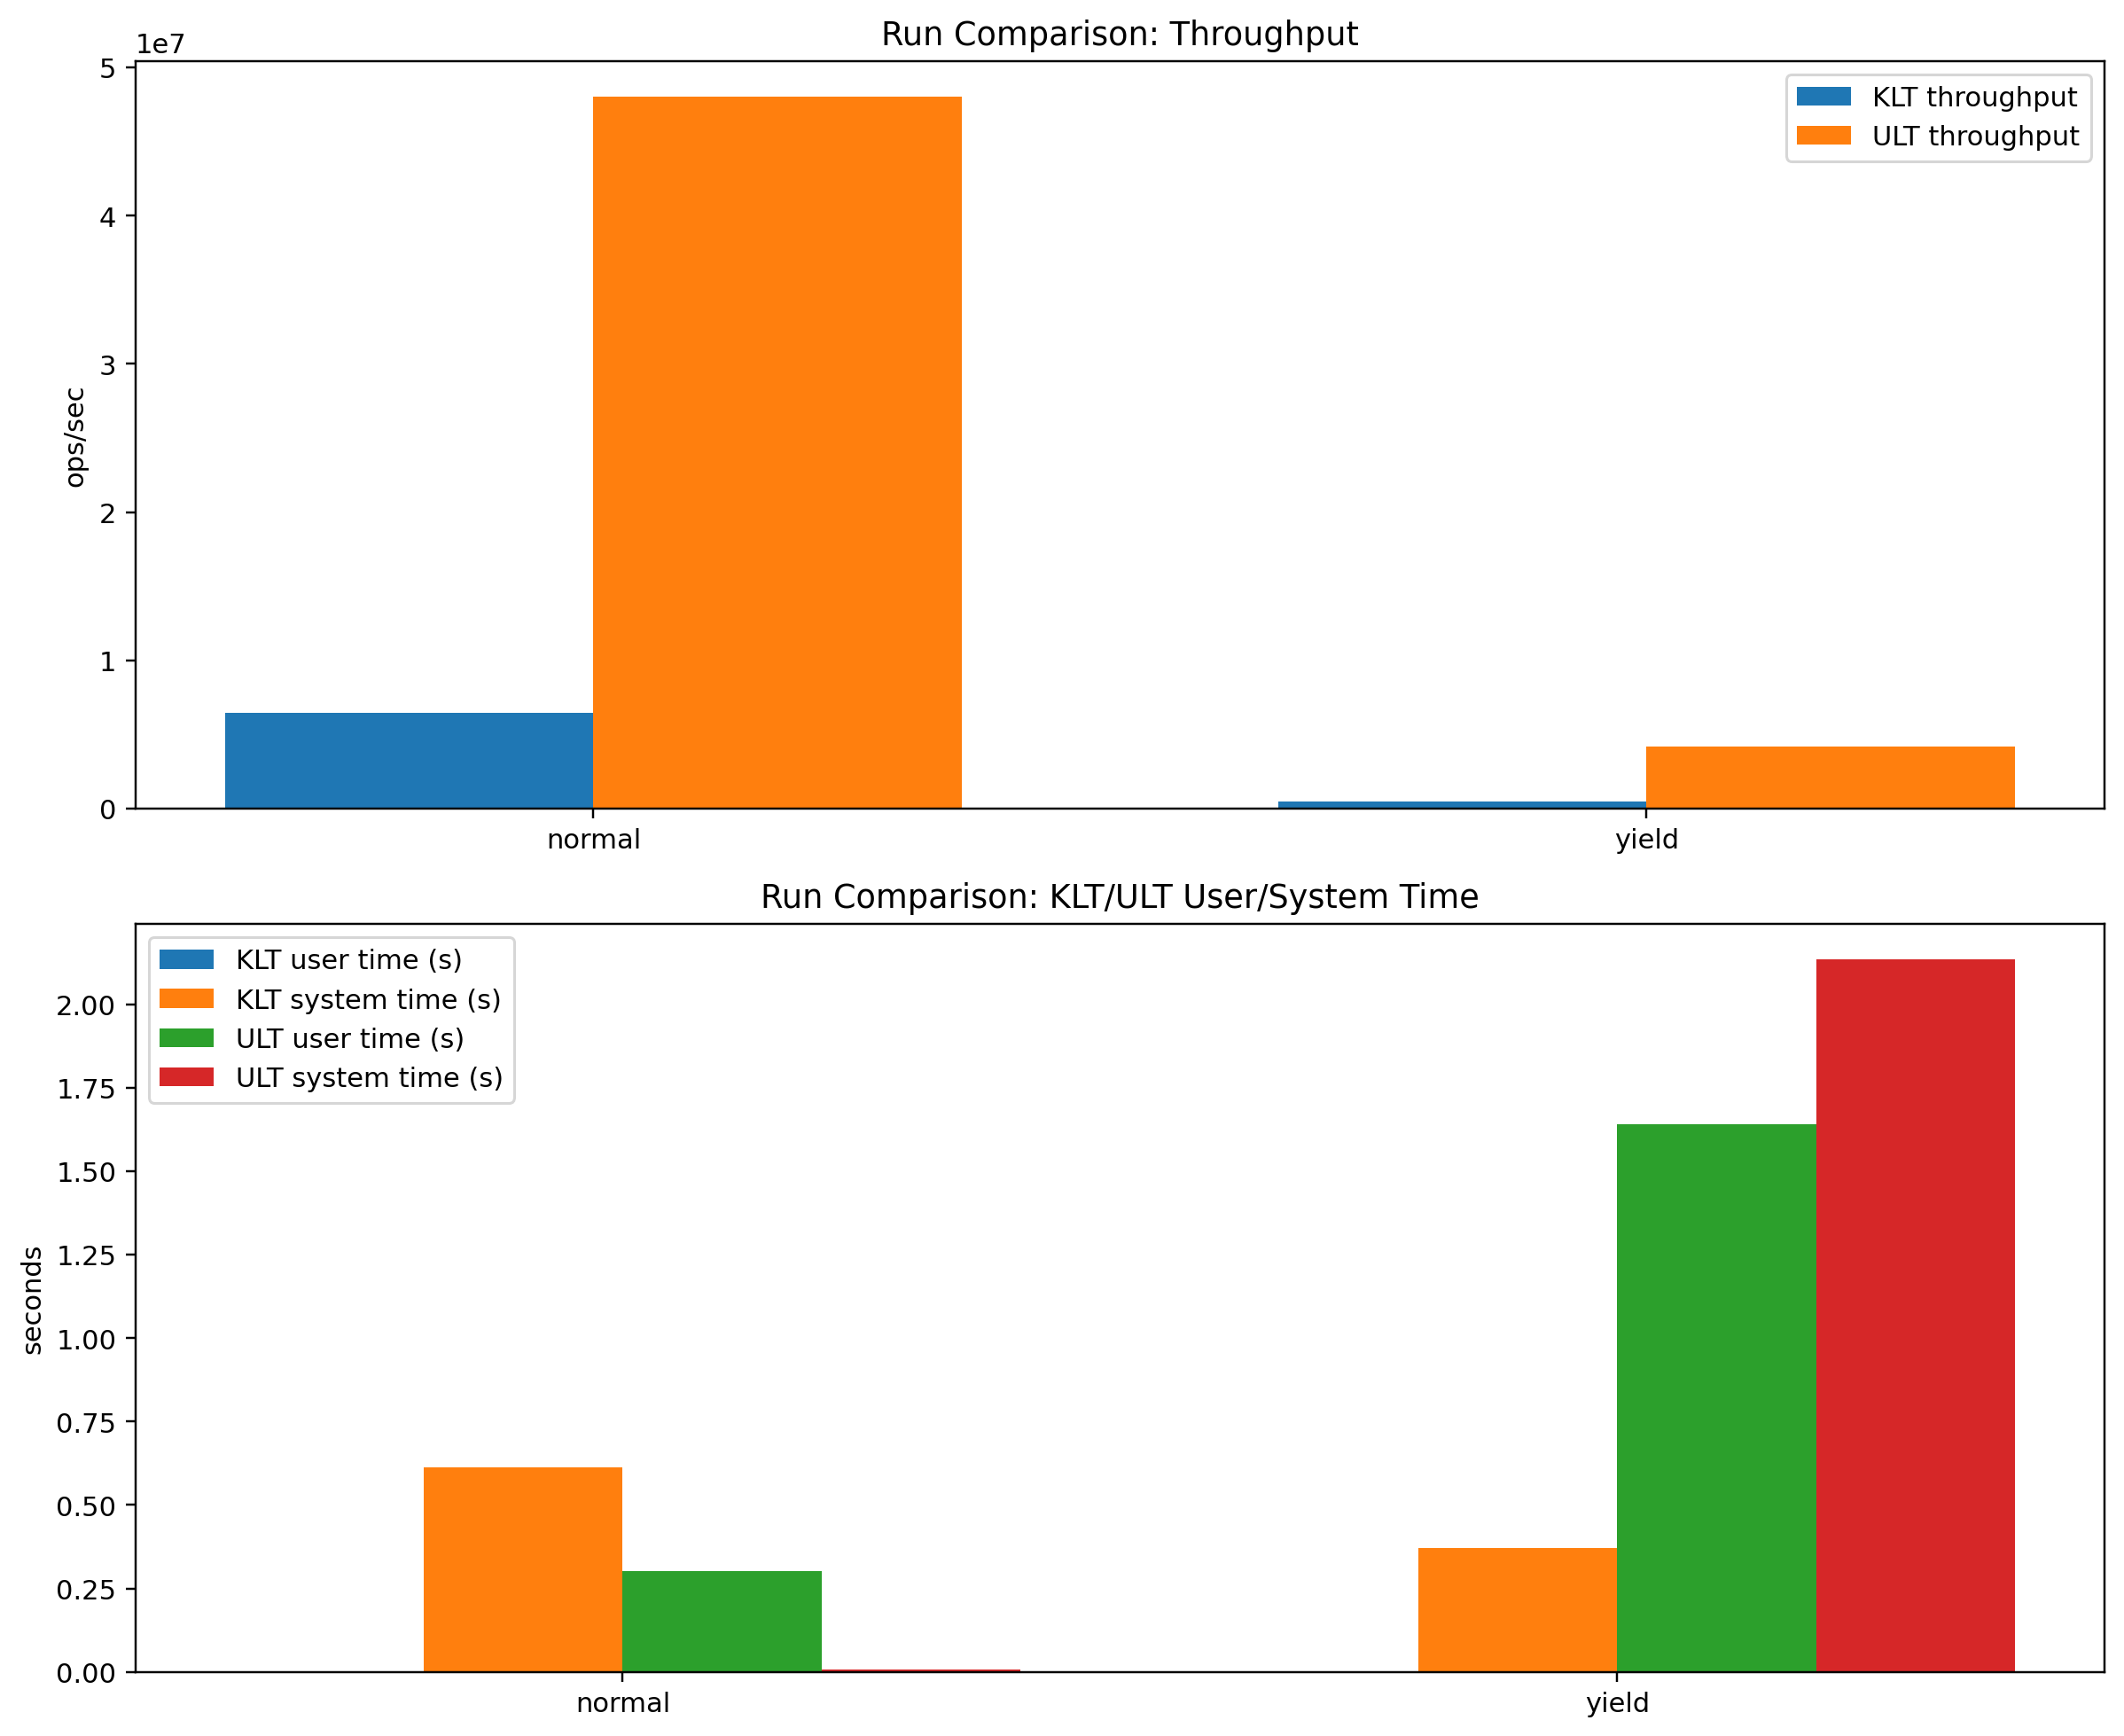 Run Comparison: Throughput
1e7
5
4
3
2
1
0
ops/sec
KLT throughput
ULT throughput
normal
yield
Run Comparison: KLT/ULT User/System Time
KLT user time (s)
KLT system time (s)
ULT user time (s)
ULT system time (s)
2.00
1.75
1.50
1.25
1.00
0.75
0.50
0.25
0.00
seconds
normal
yield